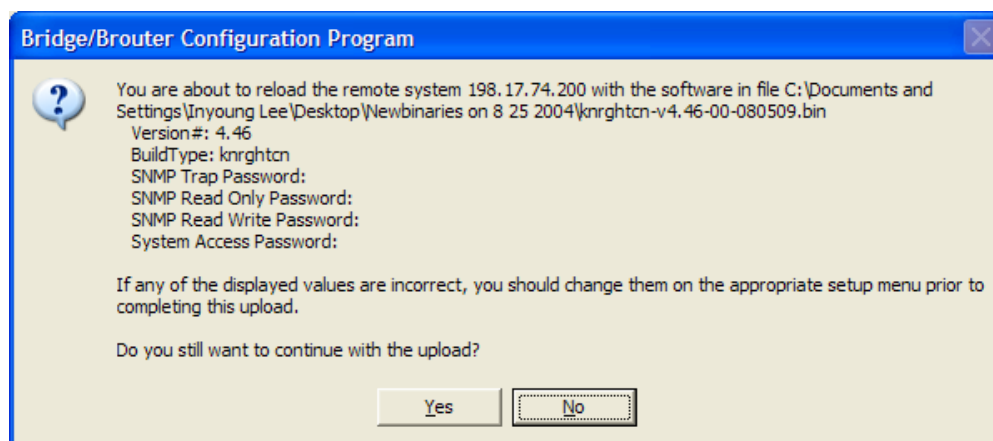 Bridge/Brouter Configuration Program
You are about to reload the remote system 198.17.74.200 with the software in file C:\Documents and
Settings\Inyoung Lee\Desktop\Newbinaries on 8 25 2004\knrghtcn-v4.46-00-080509.bin
Version#: 4.46
BuildType: knrghtcn
SNMP Trap Password:
SNMP Read Only Password:
SNMP Read Write Password:
System Access Password:
If any of the displayed values are incorrect, you should change them on the appropriate setup menu prior to
completing this upload.
Do you still want to continue with the upload?
Yes
No